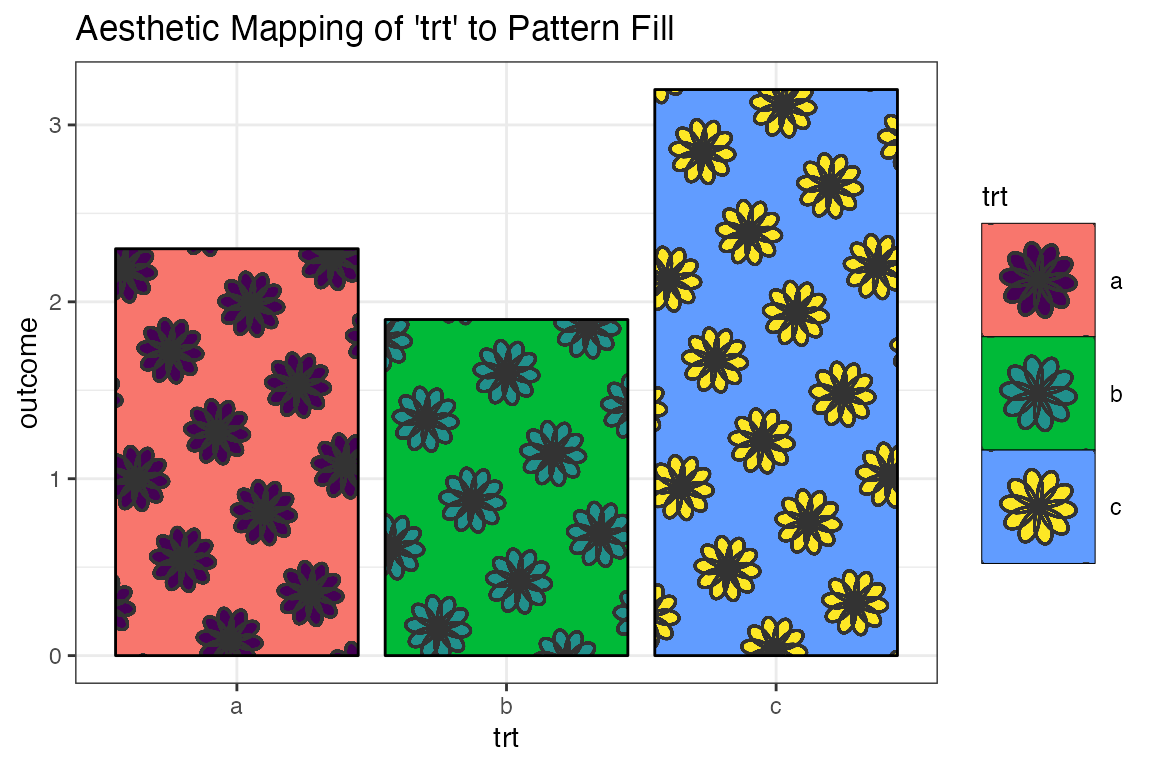 Aesthetic Mapping of 'trt' to Pattern Fill
outcome
3
2
1
0
a
b
c
trt
trt
a
b
c